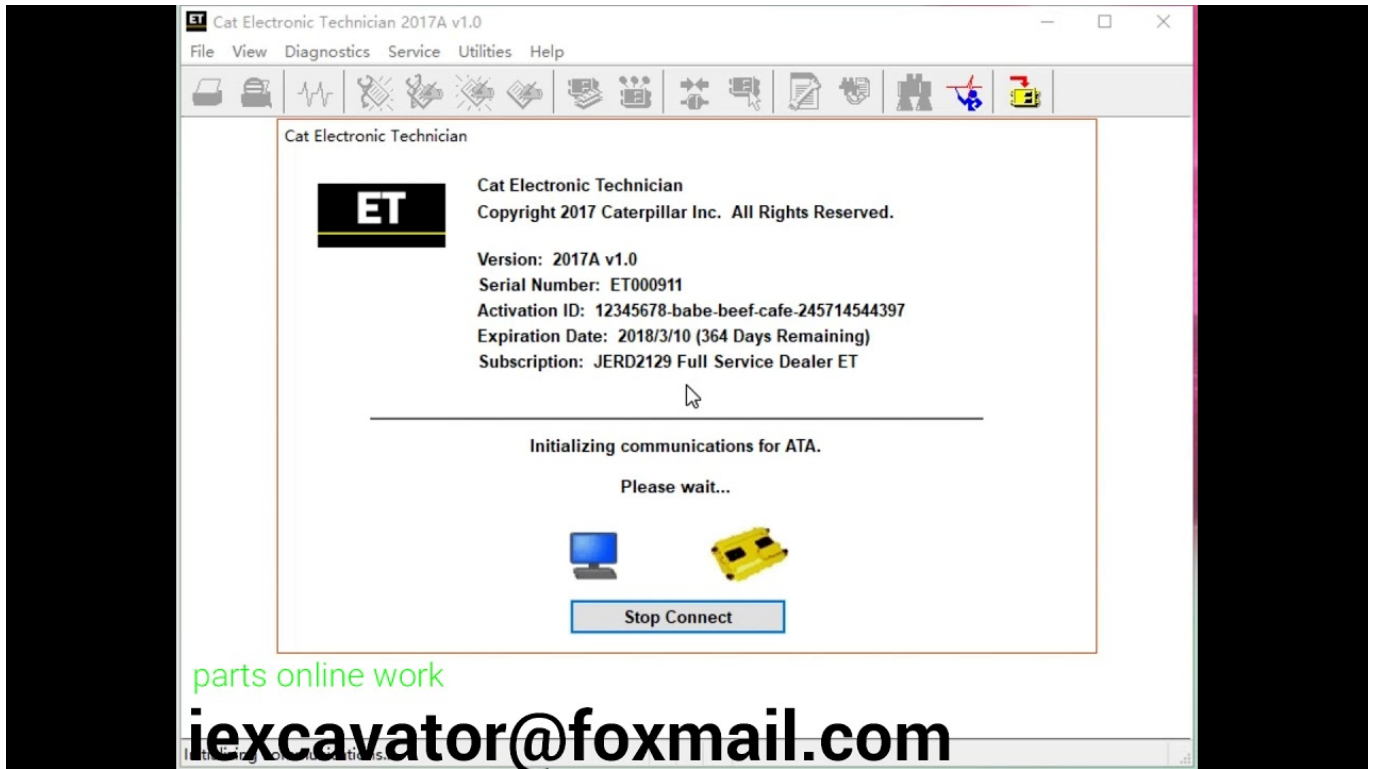 ET Cat Electronic Technician 2017A v1.0
File View Diagnostics Service Utilities Help
Cat Electronic Technician
ET
Cat Electronic Technician
Copyright 2017 Caterpillar Inc. All Rights Reserved.
Version: 2017A v1.0
Serial Number: ET000911
Activation ID: 12345678-babe-beef-cafe-245714544397
Expiration Date: 2018/3/10 (364 Days Remaining)
Subscription: JERD2129 Full Service Dealer ET
Initializing communications for ATA.
Please wait...
Stop Connect
parts online work
iexcavator@foxmail.com